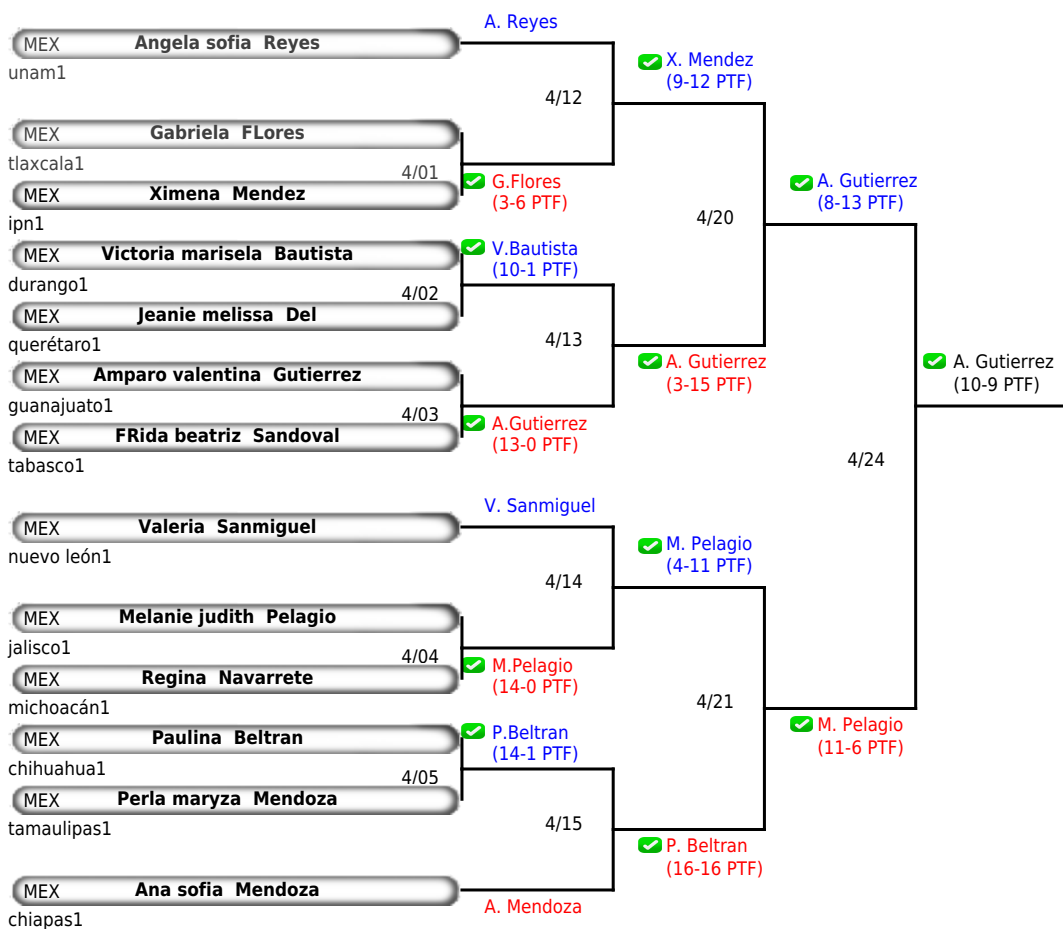 A. Reyes
MEX Angela sofia Reyes
unam1
X. Mendez
(9-12 PTF)
4/12
MEX Gabriela FLores
tlaxcala1
4/01
G.Flores
(3-6 PTF)
MEX Ximena Mendez
ipn1
A. Gutierrez
(8-13 PTF)
4/20
MEX Victoria marisela Bautista
durango1
V.Bautista
(10-1 PTF)
4/02
MEX Jeanie melissa Del
querétaro1
4/13
A. Gutierrez
(3-15 PTF)
A. Gutierrez
(10-9 PTF)
MEX Amparo valentina Gutierrez
guanajuato1
4/03
A.Gutierrez
(13-0 PTF)
MEX FRida beatriz Sandoval
tabasco1
4/24
V. Sanmiguel
MEX Valeria Sanmiguel
nuevo león1
M. Pelagio
(4-11 PTF)
4/14
MEX Melanie judith Pelagio
jalisco1
4/04
M.Pelagio
(14-0 PTF)
MEX Regina Navarrete
michoacán1
4/21
M. Pelagio
(11-6 PTF)
MEX Paulina Beltran
chihuahua1
P.Beltran
(14-1 PTF)
4/05
MEX Perla maryza Mendoza
tamaulipas1
4/15
P. Beltran
(16-16 PTF)
MEX Ana sofia Mendoza
chiapas1
A. Mendoza